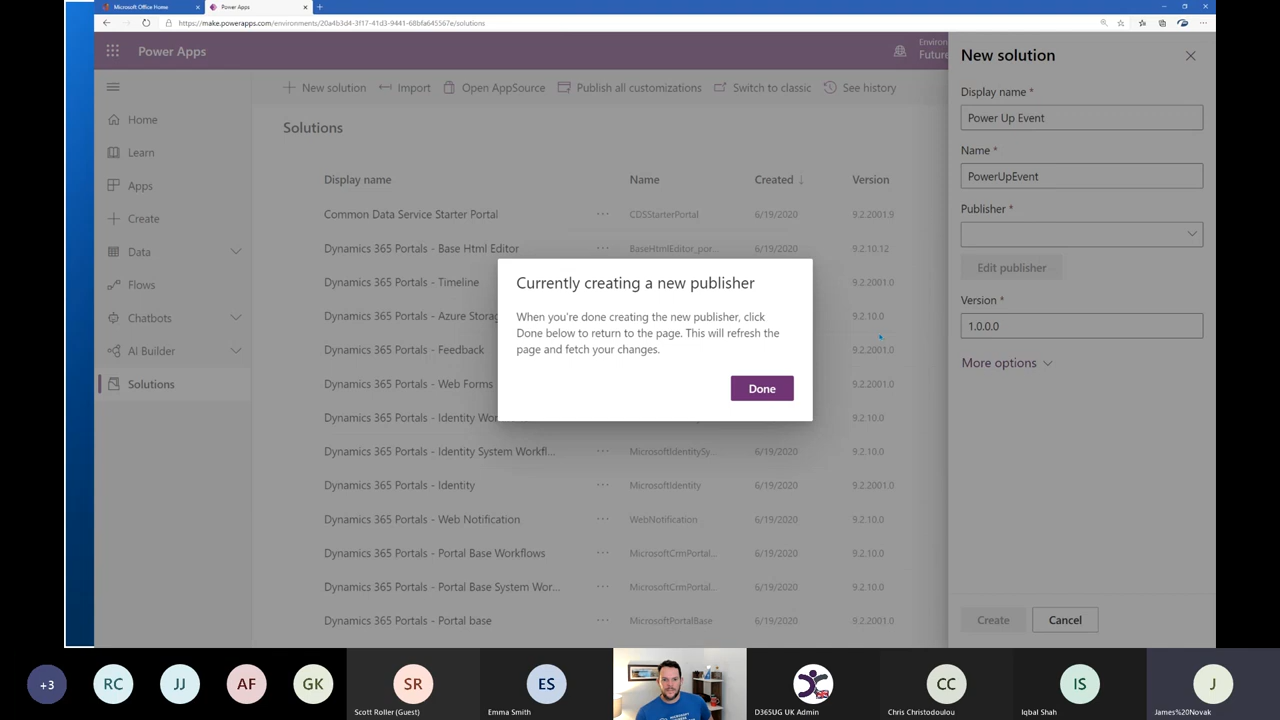 Microsoft Office Home
Power Apps
https://make.powerapps.com/environments/20a4b3d4-3f17-41d3-9441-68bfa645567e/solutions
Power Apps
Environ
Future
New solution
Import
Open AppSource
Publish all customizations
Switch to classic
See history
Home
Learn
Apps
Create
Data
Flows
Chatbots
AI Builder
Solutions
Solutions
Display name
Name
Created
Version
Common Data Service Starter Portal
CDSStarterPortal
6/19/2020
9.2.2001.9
Dynamics 365 Portals - Base Html Editor
BaseHtmlEditor_por...
6/19/2020
9.2.10.12
Dynamics 365 Portals - Timeline
9.2.2001.0
Dynamics 365 Portals - Azure Storag
9.2.10.0
Dynamics 365 Portals - Feedback
9.2.2001.0
Dynamics 365 Portals - Web Forms
9.2.2001.0
Dynamics 365 Portals - Identity Wor
9.2.10.0
Dynamics 365 Portals - Identity System Workfl...
MicrosoftIdentitySy...
6/19/2020
9.2.10.0
Dynamics 365 Portals - Identity
MicrosoftIdentity
6/19/2020
9.2.2001.0
Dynamics 365 Portals - Web Notification
WebNotification
6/19/2020
9.2.10.0
Dynamics 365 Portals - Portal Base Workflows
MicrosoftCrmPortal...
6/19/2020
9.2.10.0
Dynamics 365 Portals - Portal Base System Wor...
MicrosoftCrmPortal...
6/19/2020
9.2.10.0
Dynamics 365 Portals - Portal base
MicrosoftPortalBase
6/19/2020
9.2.2001.0
Currently creating a new publisher
When you're done creating the new publisher, click
Done below to return to the page. This will refresh the
page and fetch your changes.
Done
New solution
Display name *
Power Up Event
Name *
PowerUpEvent
Publisher *
Edit publisher
Version *
1.0.0.0
More options
Create
Cancel
+3
RC
JJ
AF
GK
SR
Scott Roller (Guest)
ES
Emma Smith
D365UG UK Admin
CC
Chris Christodoulou
IS
Iqbal Shah
J
James%20Novak